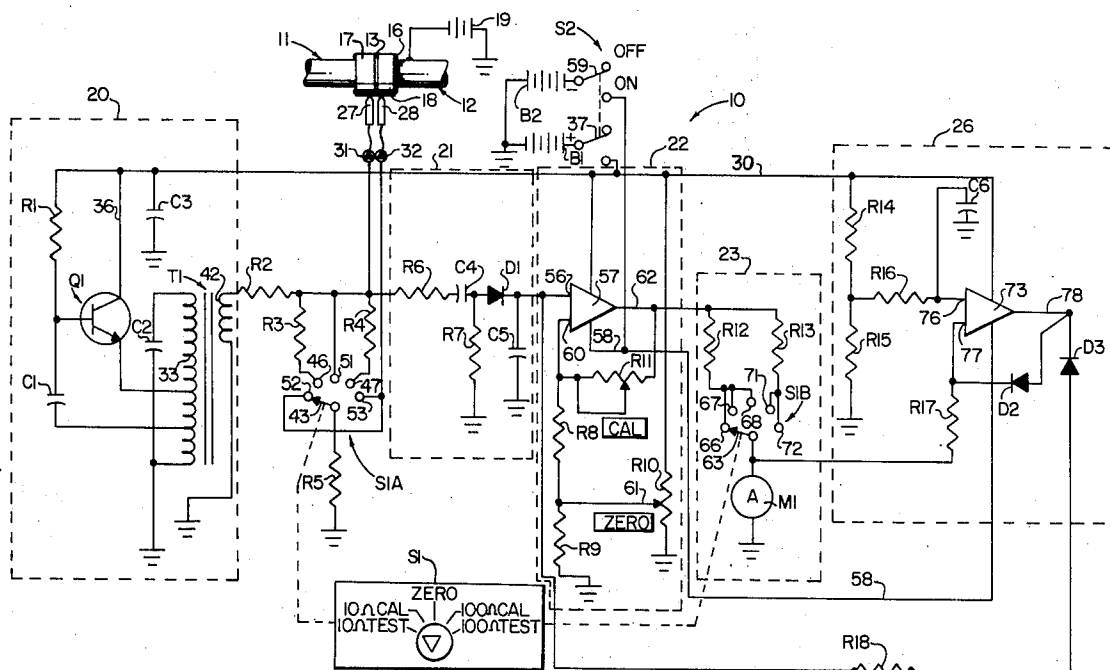 11
17
13
16
19
18
12
27
28
31
32
S2
OFF
59
ON
B2
37
B1
10
20
21
22
30
26
R1
36
C3
Q1
T1
42
C2
33
C1
R2
R3
R4
46
51
47
52
53
43
R5
S1A
R6
C4
D1
R7
C5
56
57
62
60
58
R11
CAL
R8
R10
61
ZERO
R9
23
R12
R13
67
71
S1B
66
68
63
72
A
M1
R14
C6
R16
73
78
76
77
R15
D3
D2
R17
58
S1
ZERO
10Ω CAL
100Ω CAL
10Ω TEST
100Ω TEST
R18